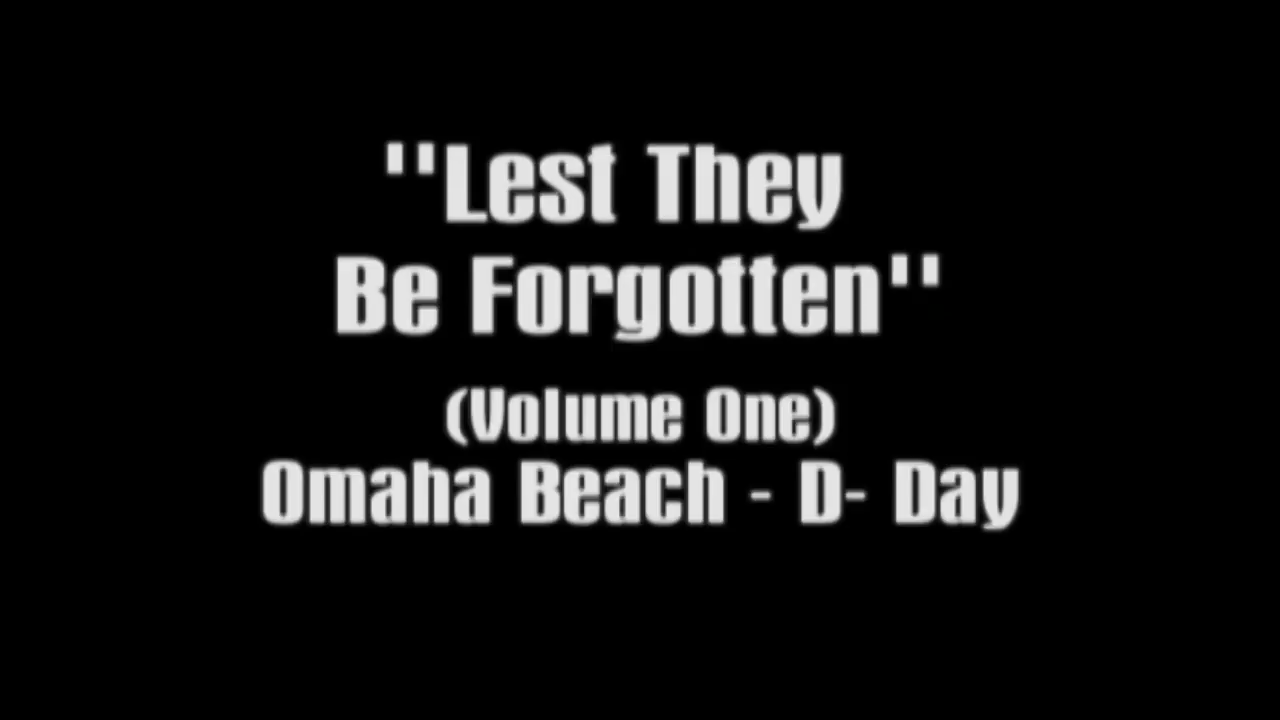 "Lest They
Be Forgotten"
(Volume One)
Omaha Beach - D- Day